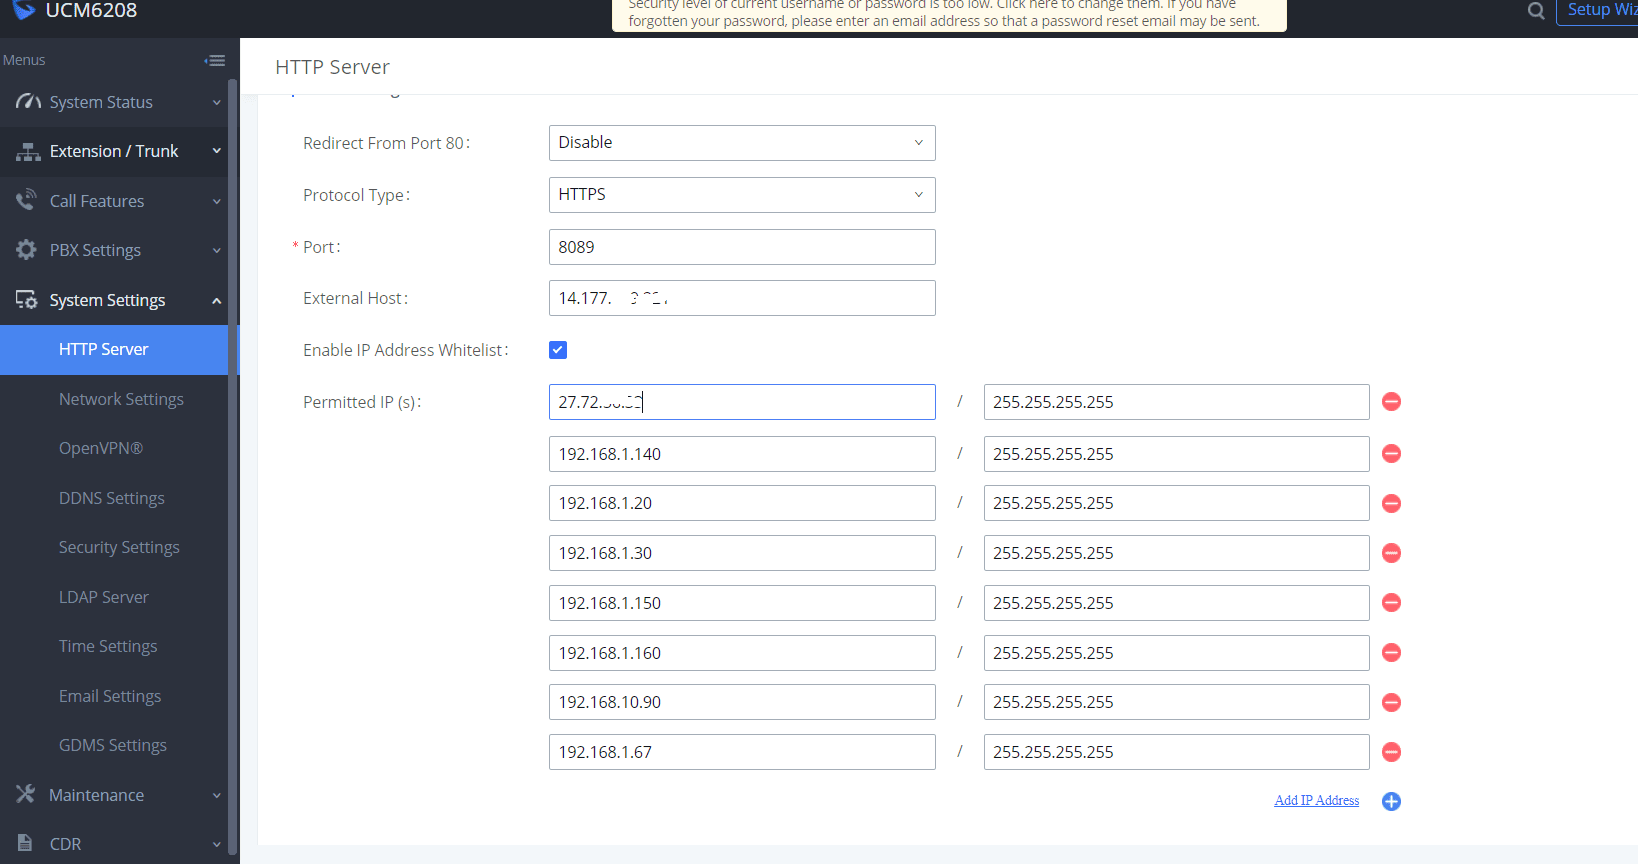 UCM6208
Security level of current username or password is too low. Click here to change them. If you have
forgotten your password, please enter an email address so that a password reset email may be sent.
Setup Wiz
Menus
System Status
Extension / Trunk
Call Features
PBX Settings
System Settings
HTTP Server
Network Settings
OpenVPN®
DDNS Settings
Security Settings
LDAP Server
Time Settings
Email Settings
GDMS Settings
Maintenance
CDR
HTTP Server
Redirect From Port 80: Disable
Protocol Type: HTTPS
* Port: 8089
External Host: 14.177.
Enable IP Address Whitelist:
Permitted IP (s): 27.72. / 255.255.255.255
192.168.1.140 / 255.255.255.255
192.168.1.20 / 255.255.255.255
192.168.1.30 / 255.255.255.255
192.168.1.150 / 255.255.255.255
192.168.1.160 / 255.255.255.255
192.168.10.90 / 255.255.255.255
192.168.1.67 / 255.255.255.255
Add IP Address